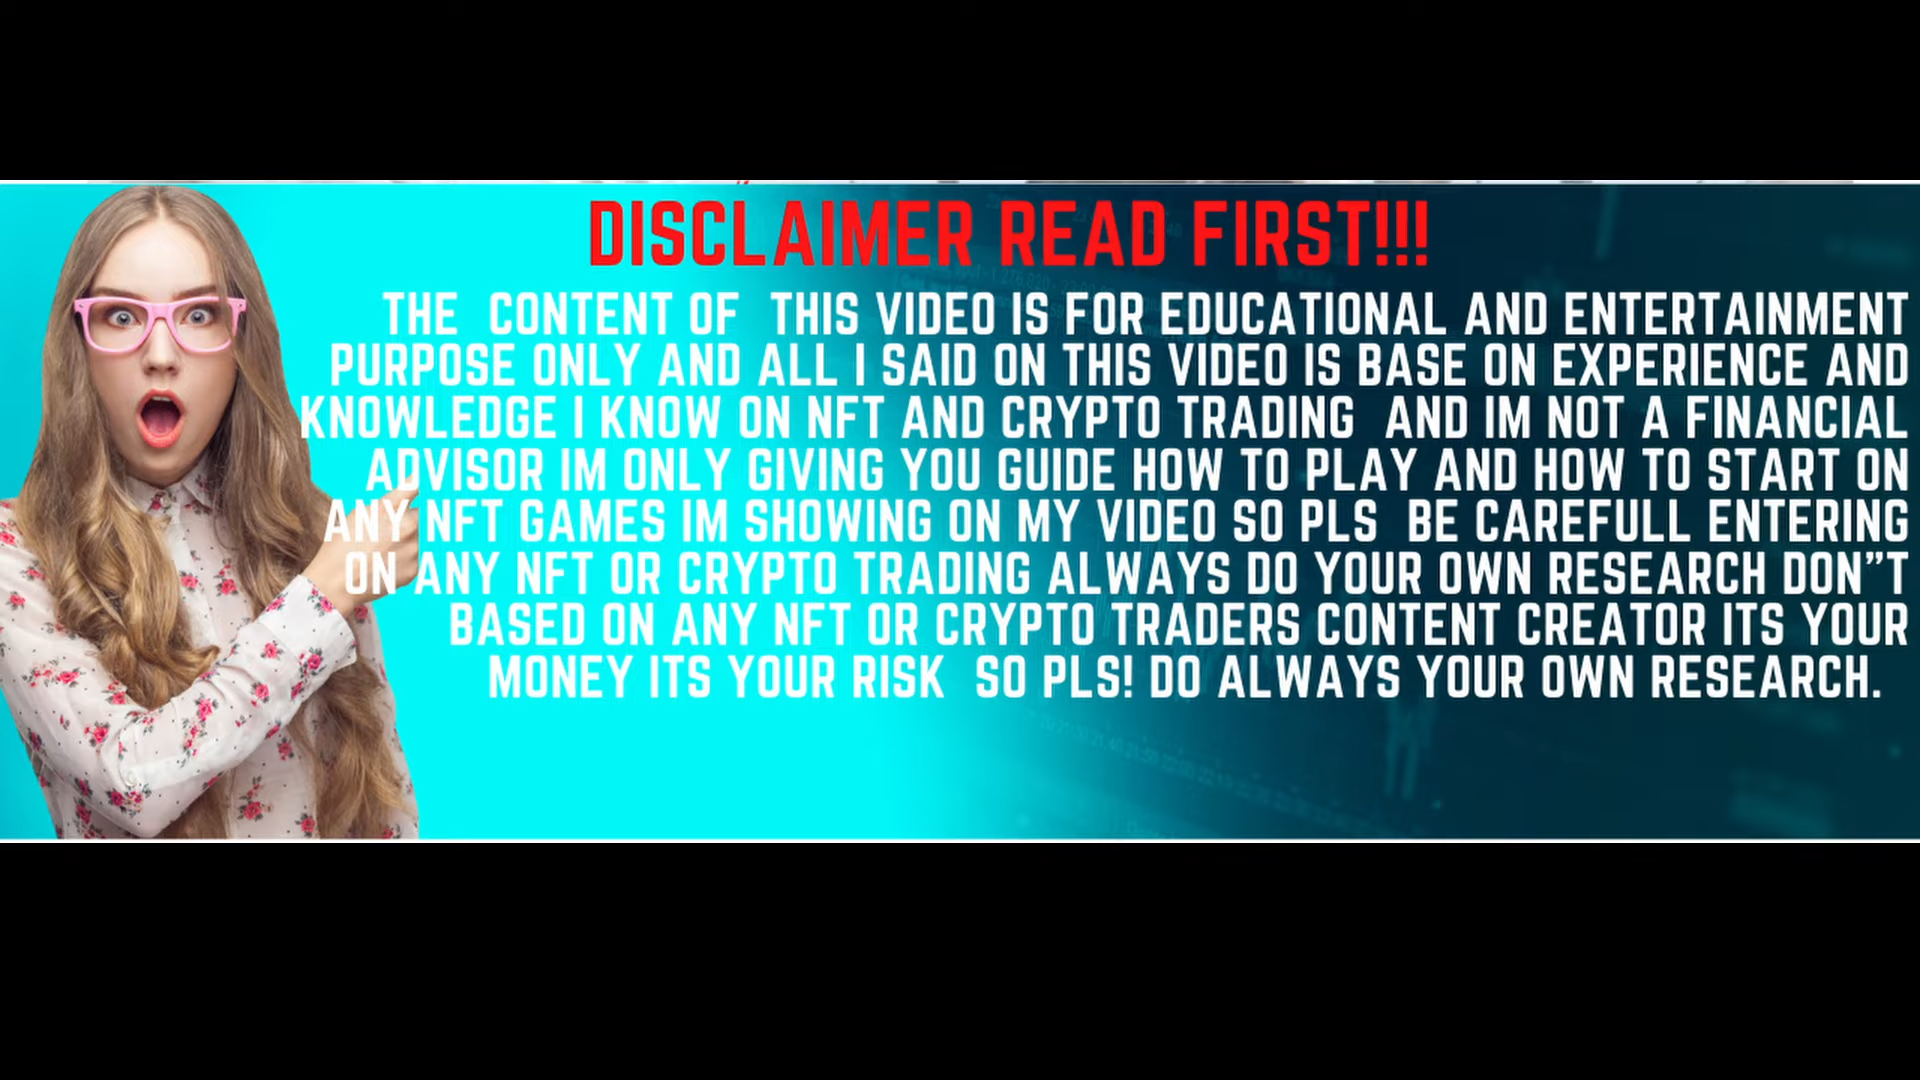 DISCLAIMER READ FIRST!!!
THE CONTENT OF THIS VIDEO IS FOR EDUCATIONAL AND ENTERTAINMENT
PURPOSE ONLY AND ALL I SAID ON THIS VIDEO IS BASE ON EXPERIENCE AND
KNOWLEDGE I KNOW ON NFT AND CRYPTO TRADING AND IM NOT A FINANCIAL
ADVISOR IM ONLY GIVING YOU GUIDE HOW TO PLAY AND HOW TO START ON
ANY NFT GAMES IM SHOWING ON MY VIDEO SO PLS BE CAREFULL ENTERING
ON ANY NFT OR CRYPTO TRADING ALWAYS DO YOUR OWN RESEARCH DON"T
BASED ON ANY NFT OR CRYPTO TRADERS CONTENT CREATOR ITS YOUR
MONEY ITS YOUR RISK SO PLS! DO ALWAYS YOUR OWN RESEARCH.